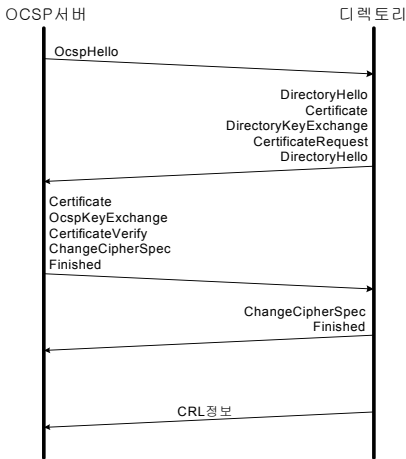 OCSP서버
디렉토리
OcspHello
DirectoryHello
Certificate
DirectoryKeyExchange
CertificateRequest
DirectoryHello
Certificate
OcspKeyExchange
CertificateVerify
ChangeCipherSpec
Finished
ChangeCipherSpec
Finished
CRL정보